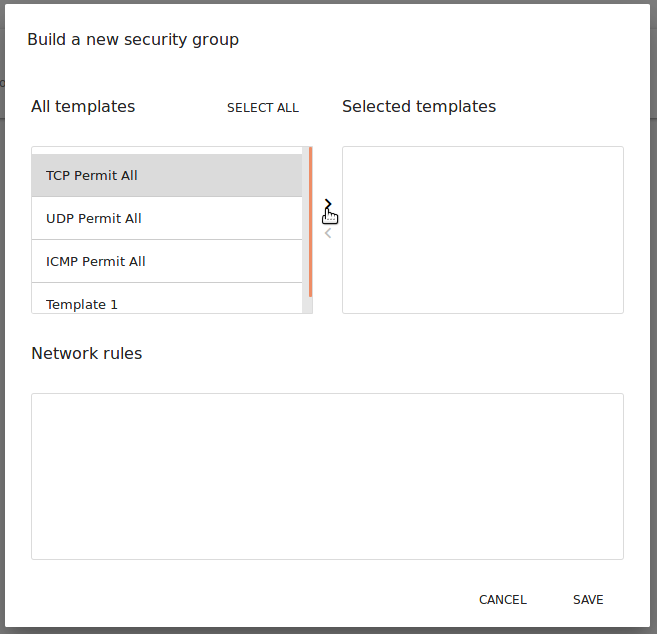 Build a new security group
All templates
SELECT ALL
Selected templates
TCP Permit All
UDP Permit All
ICMP Permit All
Template 1
Network rules
CANCEL
SAVE